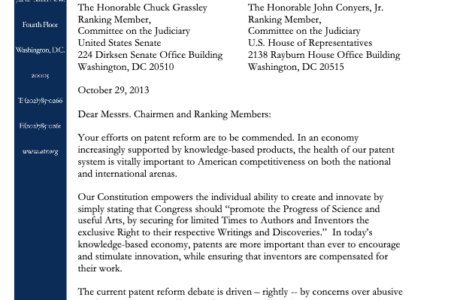 Fourth Floor
Washington, D.C.
20005
T:(202)785-0266
F:(202)785-0261
www.atr.org
The Honorable Chuck Grassley
Ranking Member,
Committee on the Judiciary
United States Senate
224 Dirksen Senate Office Building
Washington, DC 20510
The Honorable John Conyers, Jr.
Ranking Member,
Committee on the Judiciary
U.S. House of Representatives
2138 Rayburn House Office Building
Washington, DC 20515
October 29, 2013
Dear Messrs. Chairmen and Ranking Members:
Your efforts on patent reform are to be commended. In an economy
increasingly supported by knowledge-based products, the health of our patent
system is vitally important to American competitiveness on both the national
and international arenas.
Our Constitution empowers the individual ability to create and innovate by
simply stating that Congress should “promote the Progress of Science and
useful Arts, by securing for limited Times to Authors and Inventors the
exclusive Right to their respective Writings and Discoveries.” In today’s
knowledge-based economy, patents are more important than ever to encourage
and stimulate innovation, while ensuring that inventors are compensated for
their work.
The current patent reform debate is driven – rightly -- by concerns over abusive